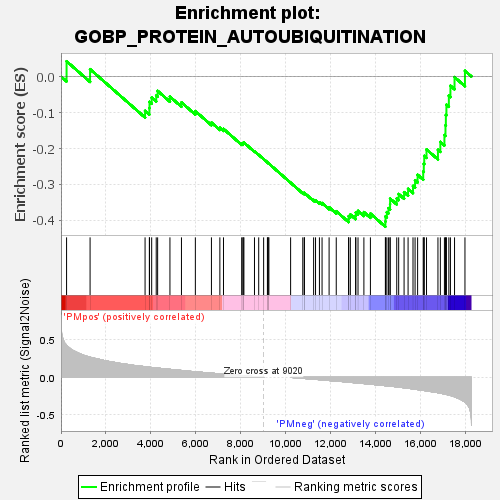 Enrichment plot:
GOBP_PROTEIN_AUTOUBIQUITINATION
Enrichment score (ES)
0.0
-0.1
-0.2
-0.3
-0.4
'PMpos' (positively correlated)
Ranked list metric (Signal2Noise)
0.5
0.0
-0.5
Zero cross at 9020
'PMneg' (negatively correlated)
0 2,000 4,000 6,000 8,000 10,000 12,000 14,000 16,000 18,000
Rank in Ordered Dataset
Enrichment profile Hits Ranking metric scores